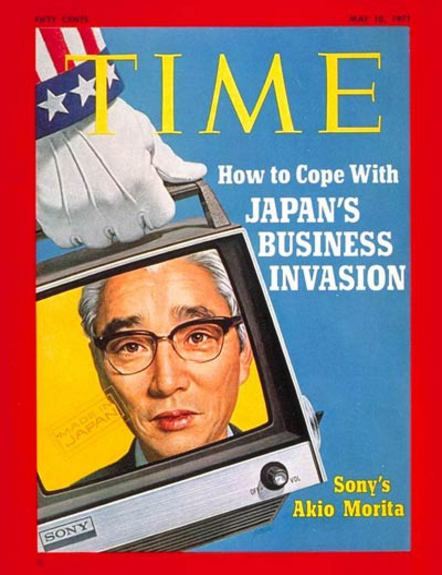 FIFTY CENTS
MAY 10, 1971
TIME
How to Cope With
JAPAN'S
BUSINESS
INVASION
MADE IN
JAPAN
OFF
VOL
SONY
Sony's
Akio Morita